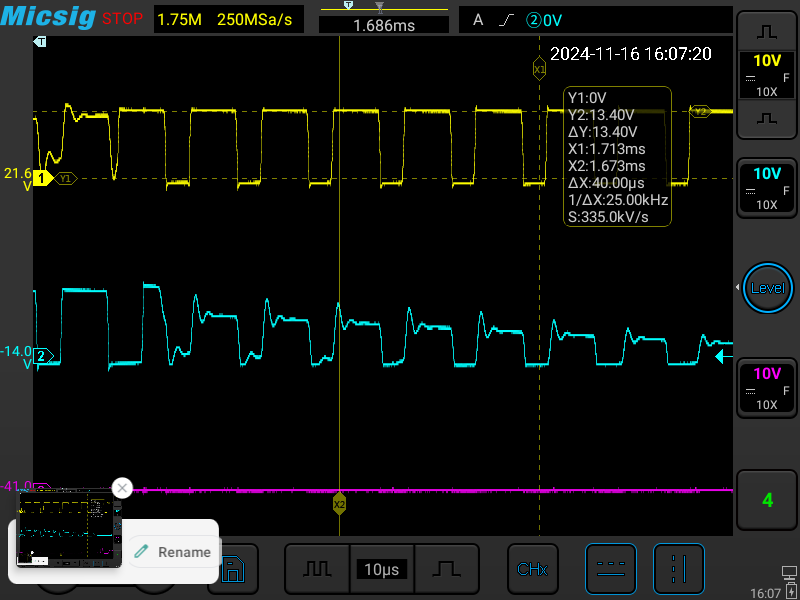 Micsig STOP 1.75M 250MSa/s T 1.686ms A ②0V
T
2024-11-16 16:07:20
X1
10V
F
10X
Y1:0V
Y2:13.40V
ΔY:13.40V
X1:1.713ms
X2:1.673ms
ΔX:40.00µs
1/ΔX:25.00kHz
S:335.0kV/s
Y2
21.6
V
1
Y1
10V
F
10X
Level
-14.0
V
2
10V
F
10X
-41.0
X2
4
Rename
10µs
CHx
16:07